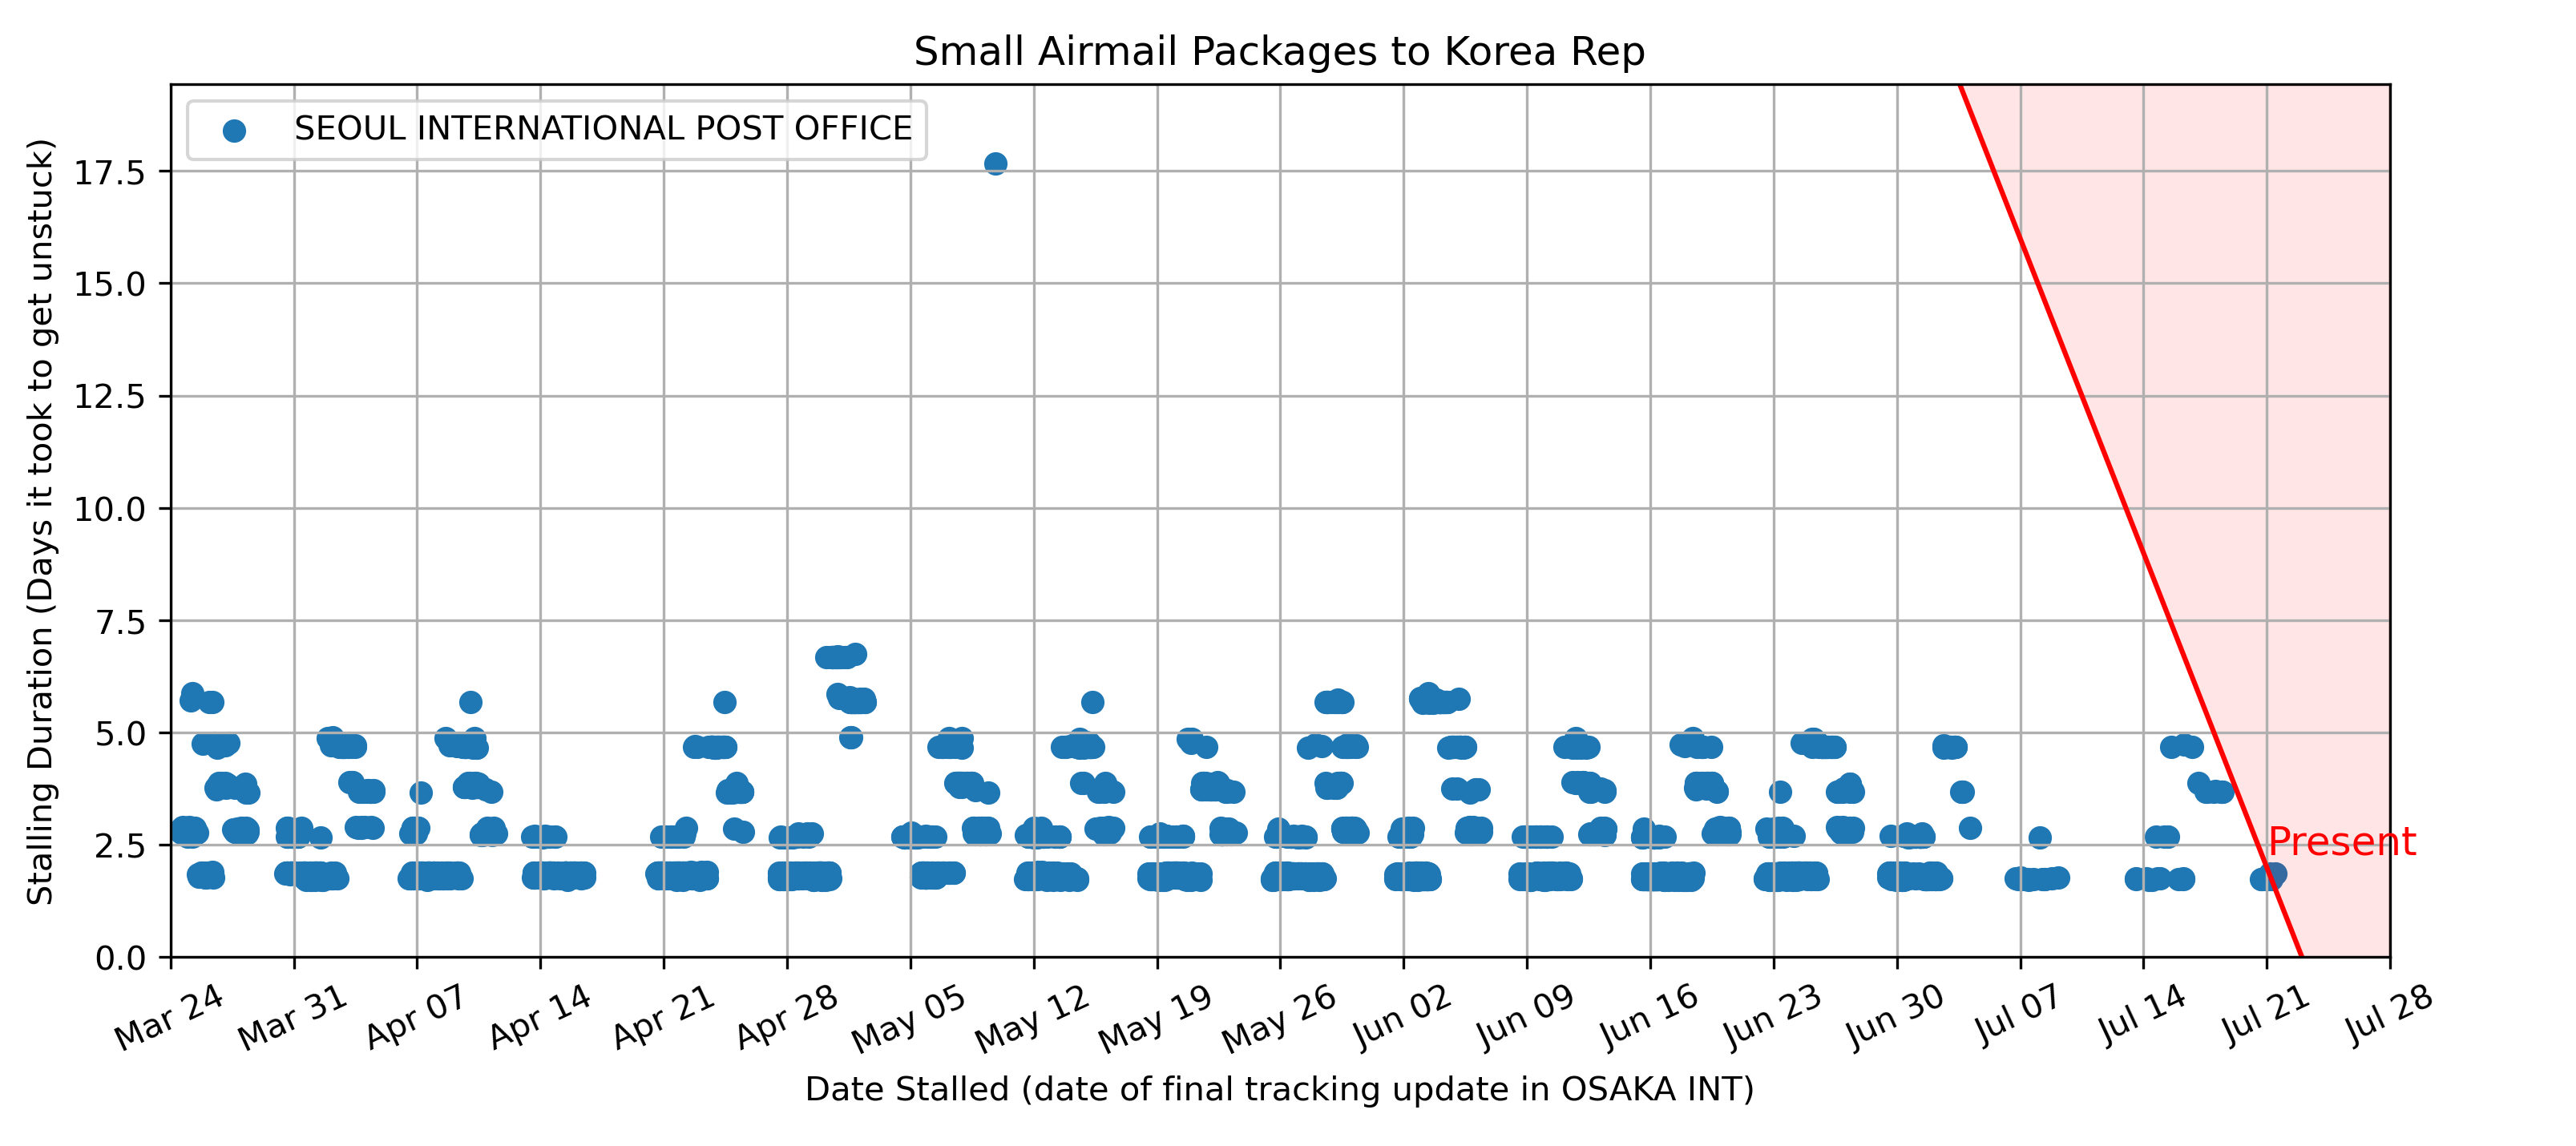 Small Airmail Packages to Korea Rep
SEOUL INTERNATIONAL POST OFFICE
Stalling Duration (Days it took to get unstuck)
17.5
15.0
12.5
10.0
7.5
5.0
2.5
0.0
Present
Mar 24
Mar 31
Apr 07
Apr 14
Apr 21
Apr 28
May 05
May 12
May 19
May 26
Jun 02
Jun 09
Jun 16
Jun 23
Jun 30
Jul 07
Jul 14
Jul 21
Jul 28
Date Stalled (date of final tracking update in OSAKA INT)